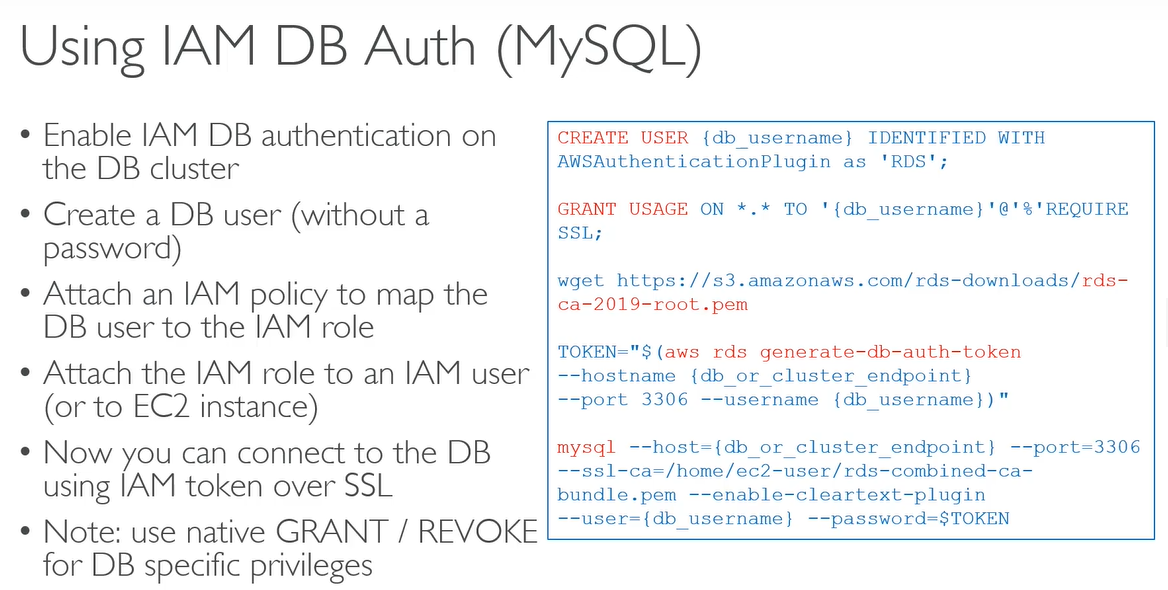 Using IAM DB Auth (MySQL)
• Enable IAM DB authentication on
the DB cluster
• Create a DB user (without a
password)
• Attach an IAM policy to map the
DB user to the IAM role
• Attach the IAM role to an IAM user
(or to EC2 instance)
• Now you can connect to the DB
using IAM token over SSL
• Note: use native GRANT / REVOKE
for DB specific privileges
CREATE USER {db_username} IDENTIFIED WITH
AWSAuthenticationPlugin as 'RDS';
GRANT USAGE ON *.* TO '{db_username}'@'%'REQUIRE
SSL;
wget https://s3.amazonaws.com/rds-downloads/rds-
ca-2019-root.pem
TOKEN="$(aws rds generate-db-auth-token
--hostname {db_or_cluster_endpoint}
--port 3306 --username {db_username})"
mysql --host={db_or_cluster_endpoint} --port=3306
--ssl-ca=/home/ec2-user/rds-combined-ca-
bundle.pem --enable-cleartext-plugin
--user={db_username} --password=$TOKEN